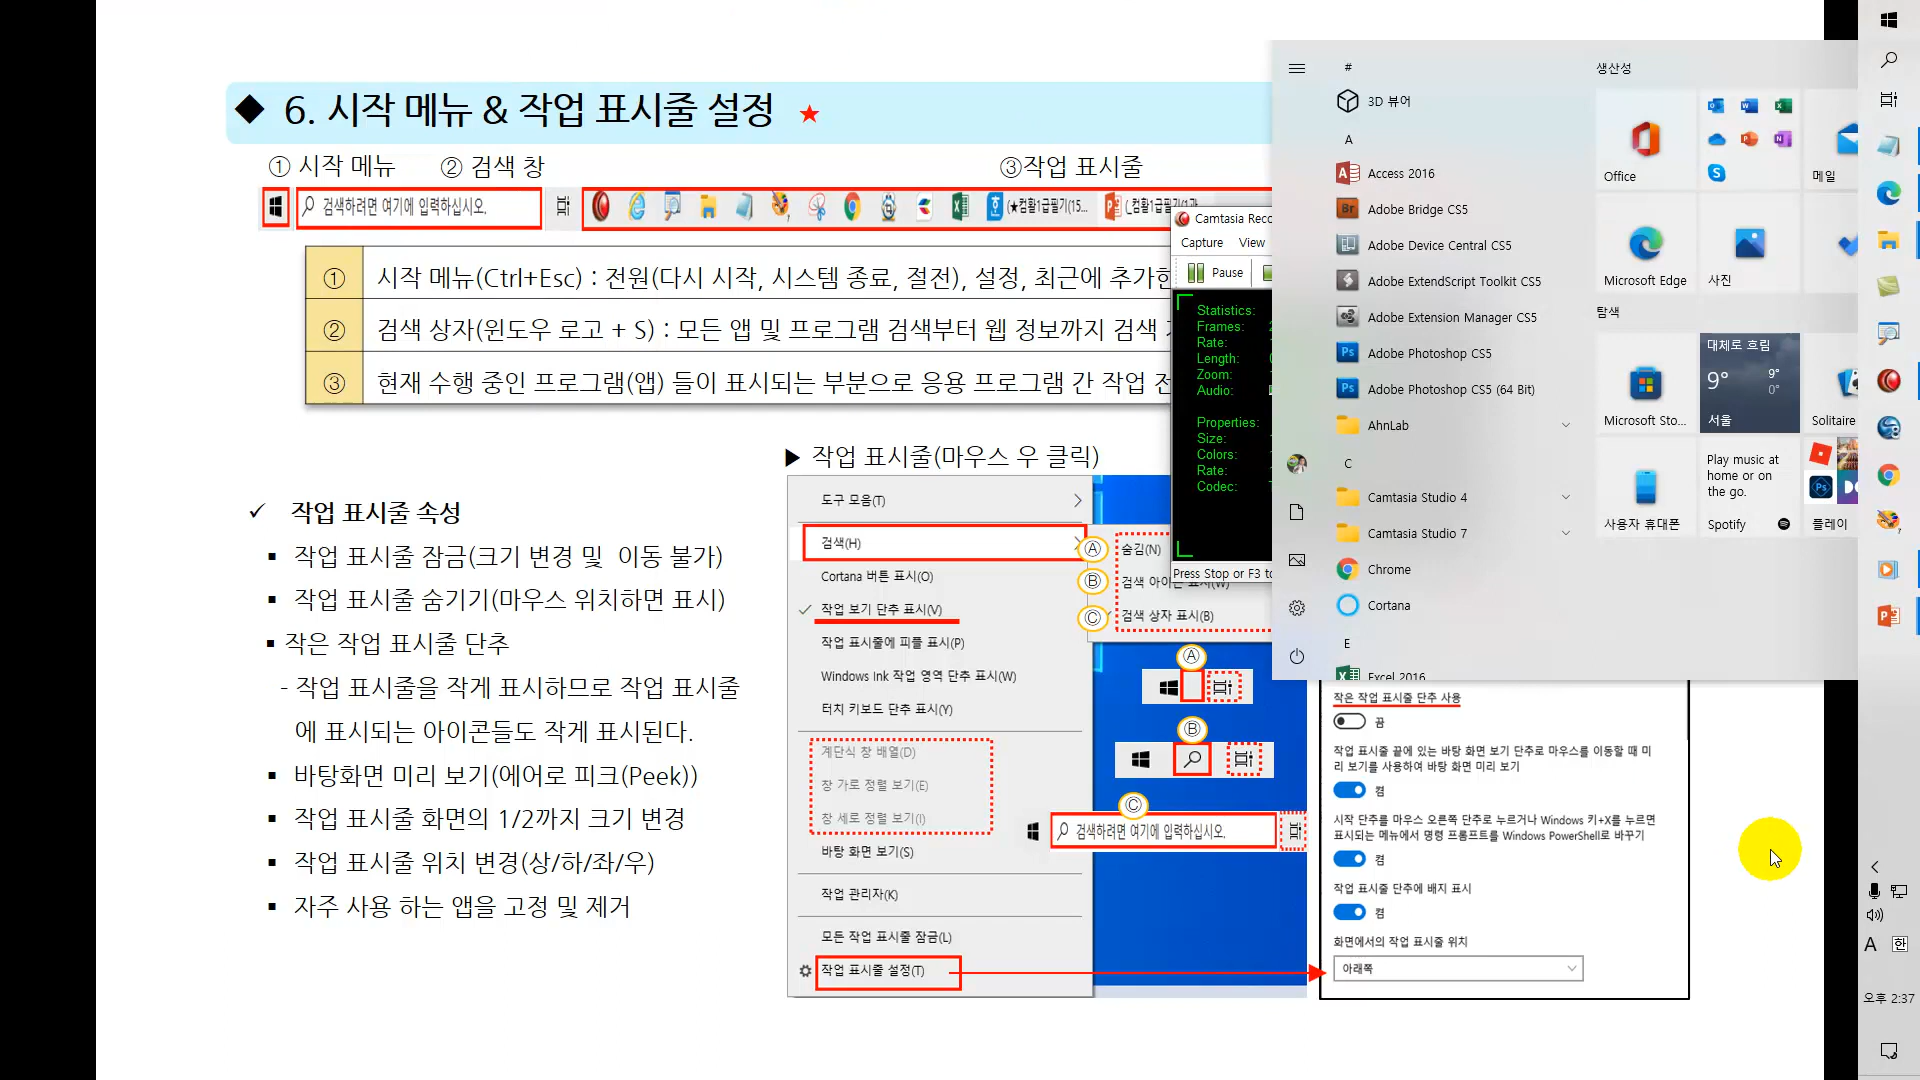 ◆ 6. 시작 메뉴 & 작업 표시줄 설정 ★
① 시작 메뉴 ② 검색 창 ③작업 표시줄
검색하려면 여기에 입력하십시오.
(★컴활1급필기(15...
(_컴활1급필기(1과
① 시작 메뉴(Ctrl+Esc) : 전원(다시 시작, 시스템 종료, 절전), 설정, 최근에 추가한
② 검색 상자(윈도우 로고 + S) : 모든 앱 및 프로그램 검색부터 웹 정보까지 검색
③ 현재 수행 중인 프로그램(앱) 들이 표시되는 부분으로 응용 프로그램 간 작업 전
✓ 작업 표시줄 속성
▪ 작업 표시줄 잠금(크기 변경 및 이동 불가)
▪ 작업 표시줄 숨기기(마우스 위치하면 표시)
▪ 작은 작업 표시줄 단추
- 작업 표시줄을 작게 표시하므로 작업 표시줄
에 표시되는 아이콘들도 작게 표시된다.
▪ 바탕화면 미리 보기(에어로 피크(Peek))
▪ 작업 표시줄 화면의 1/2까지 크기 변경
▪ 작업 표시줄 위치 변경(상/하/좌/우)
▪ 자주 사용 하는 앱을 고정 및 제거
▶ 작업 표시줄(마우스 우 클릭)
도구 모음(T)
검색(H)
Cortana 버튼 표시(O)
작업 보기 단추 표시(V)
작업 표시줄에 피플 표시(P)
Windows Ink 작업 영역 단추 표시(W)
터치 키보드 단추 표시(Y)
계단식 창 배열(D)
창 가로 정렬 보기(E)
창 세로 정렬 보기(I)
바탕 화면 보기(S)
작업 관리자(K)
모든 작업 표시줄 잠금(L)
작업 표시줄 설정(T)
Ⓐ 숨김(N)
Ⓑ 검색 아이콘 표시(W)
Ⓒ 검색 상자 표시(B)
Ⓐ
Ⓑ
Ⓒ
검색하려면 여기에 입력하십시오.
Camtasia Reco
Capture View
Pause
Statistics:
Frames:
Rate:
Length:
Zoom:
Audio:
Properties:
Size:
Colors:
Rate:
Codec:
Press Stop or F3 to
#
3D 뷰어
A
Access 2016
Adobe Bridge CS5
Adobe Device Central CS5
Adobe ExtendScript Toolkit CS5
Adobe Extension Manager CS5
Adobe Photoshop CS5
Adobe Photoshop CS5 (64 Bit)
AhnLab
C
Camtasia Studio 4
Camtasia Studio 7
Chrome
Cortana
E
Excel 2016
생산성
Office
메일
Microsoft Edge
사진
탐색
Microsoft Sto...
대체로 흐림
9° 9°
0°
서울
Solitaire
사용자 휴대폰
Play music at
home or on
the go.
Spotify
플레이
작은 작업 표시줄 단추 사용
끔
작업 표시줄 끝에 있는 바탕 화면 보기 단추로 마우스를 이동할 때 미
리 보기를 사용하여 바탕 화면 미리 보기
켬
시작 단추를 마우스 오른쪽 단추로 누르거나 Windows 키+X를 누르면
표시되는 메뉴에서 명령 프롬프트를 Windows PowerShell로 바꾸기
켬
작업 표시줄 단추에 배지 표시
켬
화면에서의 작업 표시줄 위치
아래쪽
A 한
오후 2:37